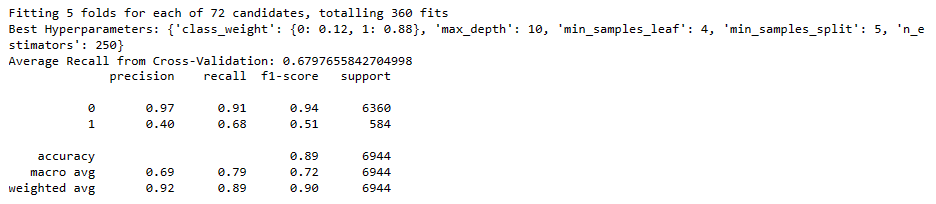 Fitting 5 folds for each of 72 candidates, totalling 360 fits
Best Hyperparameters: {'class_weight': {0: 0.12, 1: 0.88}, 'max_depth': 10, 'min_samples_leaf': 4, 'min_samples_split': 5, 'n_e
stimators': 250}
Average Recall from Cross-Validation: 0.6797655842704998
              precision    recall  f1-score   support

           0       0.97      0.91      0.94      6360
           1       0.40      0.68      0.51       584

    accuracy                           0.89      6944
   macro avg       0.69      0.79      0.72      6944
weighted avg       0.92      0.89      0.90      6944